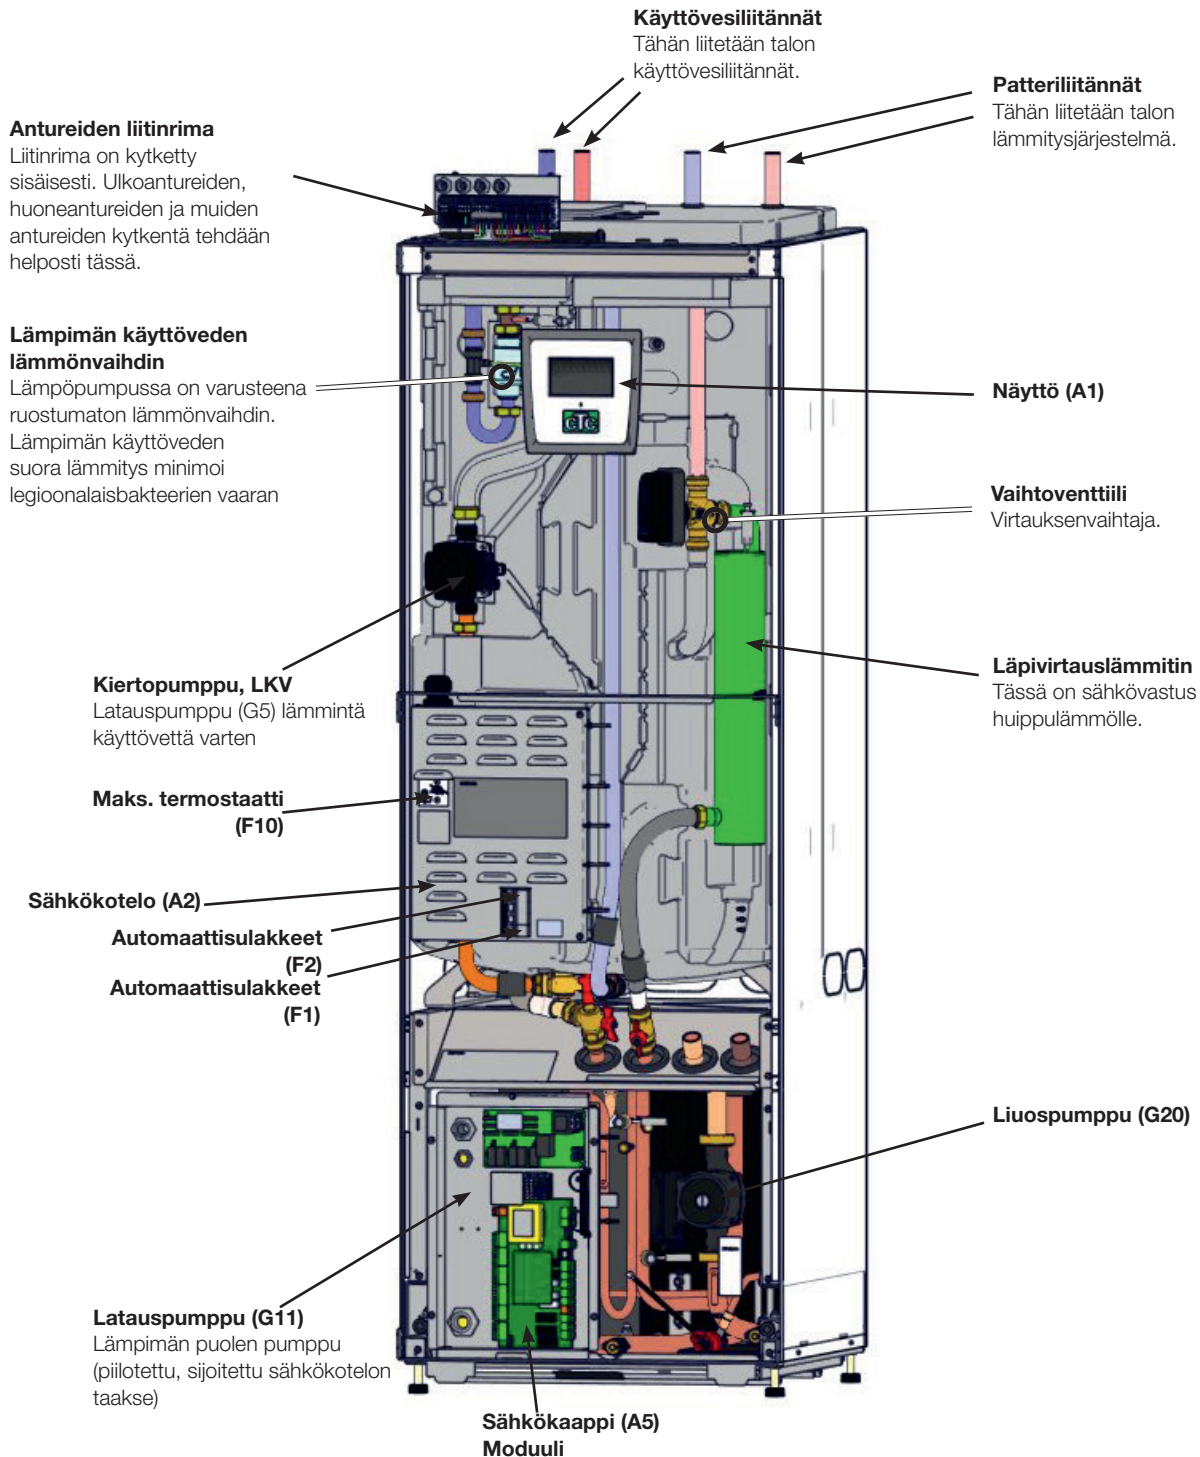 Käyttövesiliitännät
Tähän liitetään talon
käyttövesiliitännät.
Patteriliitännät
Tähän liitetään talon
lämmitysjärjestelmä.
Antureiden liitinrima
Liitinrima on kytketty
sisäisesti. Ulkoantureiden,
huoneantureiden ja muiden
antureiden kytkentä tehdään
helposti tässä.
Lämpimän käyttöveden
lämmönvaihdin
Lämpöpumpussa on varusteena
ruostumaton lämmönvaihdin.
Lämpimän käyttöveden
suora lämmitys minimoi
legioonalaisbakteerien vaaran
CTC
Näyttö (A1)
Vaihtoventtiili
Virtauksenvaihtaja.
Läpivirtauslämmitin
Tässä on sähkövastus
huippulämmölle.
Kiertopumppu, LKV
Latauspumppu (G5) lämmintä
käyttövettä varten
Maks. termostaatti
(F10)
Sähkökotelo (A2)
Automaattisulakkeet
(F2)
Automaattisulakkeet
(F1)
Liuospumppu (G20)
Latauspumppu (G11)
Lämpimän puolen pumppu
(piilotettu, sijoitettu sähkökotelon
taakse)
Sähkökaappi (A5)
Moduuli